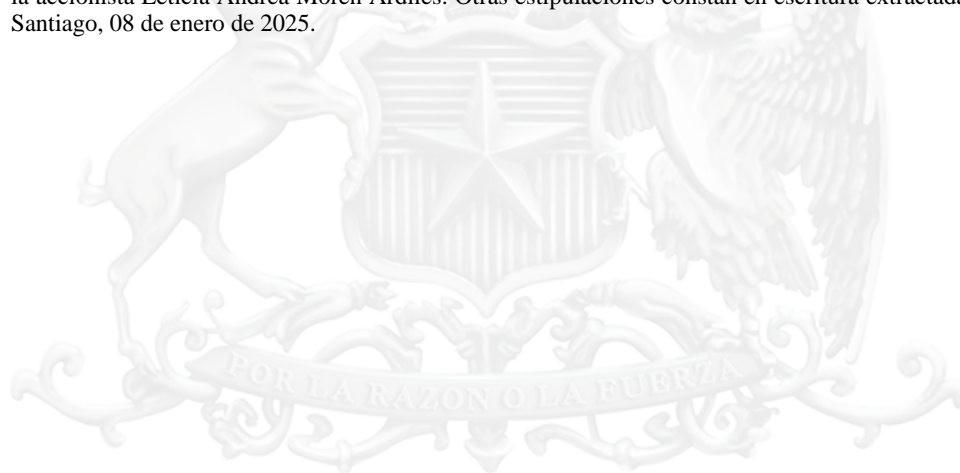 la accionista Leticia Andrea Moren Ardiles. Otras estipulaciones constan en escritura extractada
Santiago, 08 de enero de 2025.
POR LA RAZON O LA FUERZA